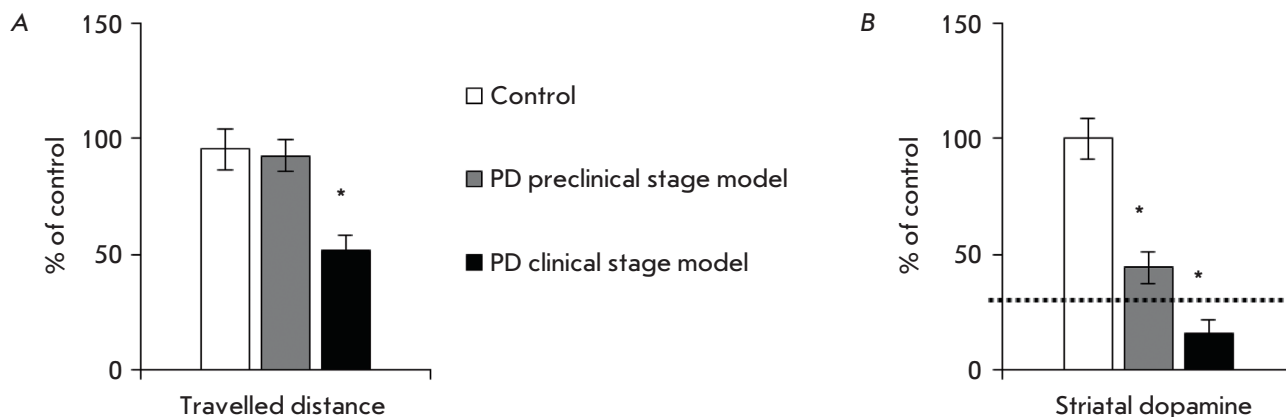 A
% of control
150
100
50
0
*
Travelled distance
Control
PD preclinical stage model
PD clinical stage model
B
% of control
150
100
50
0
*
*
Striatal dopamine